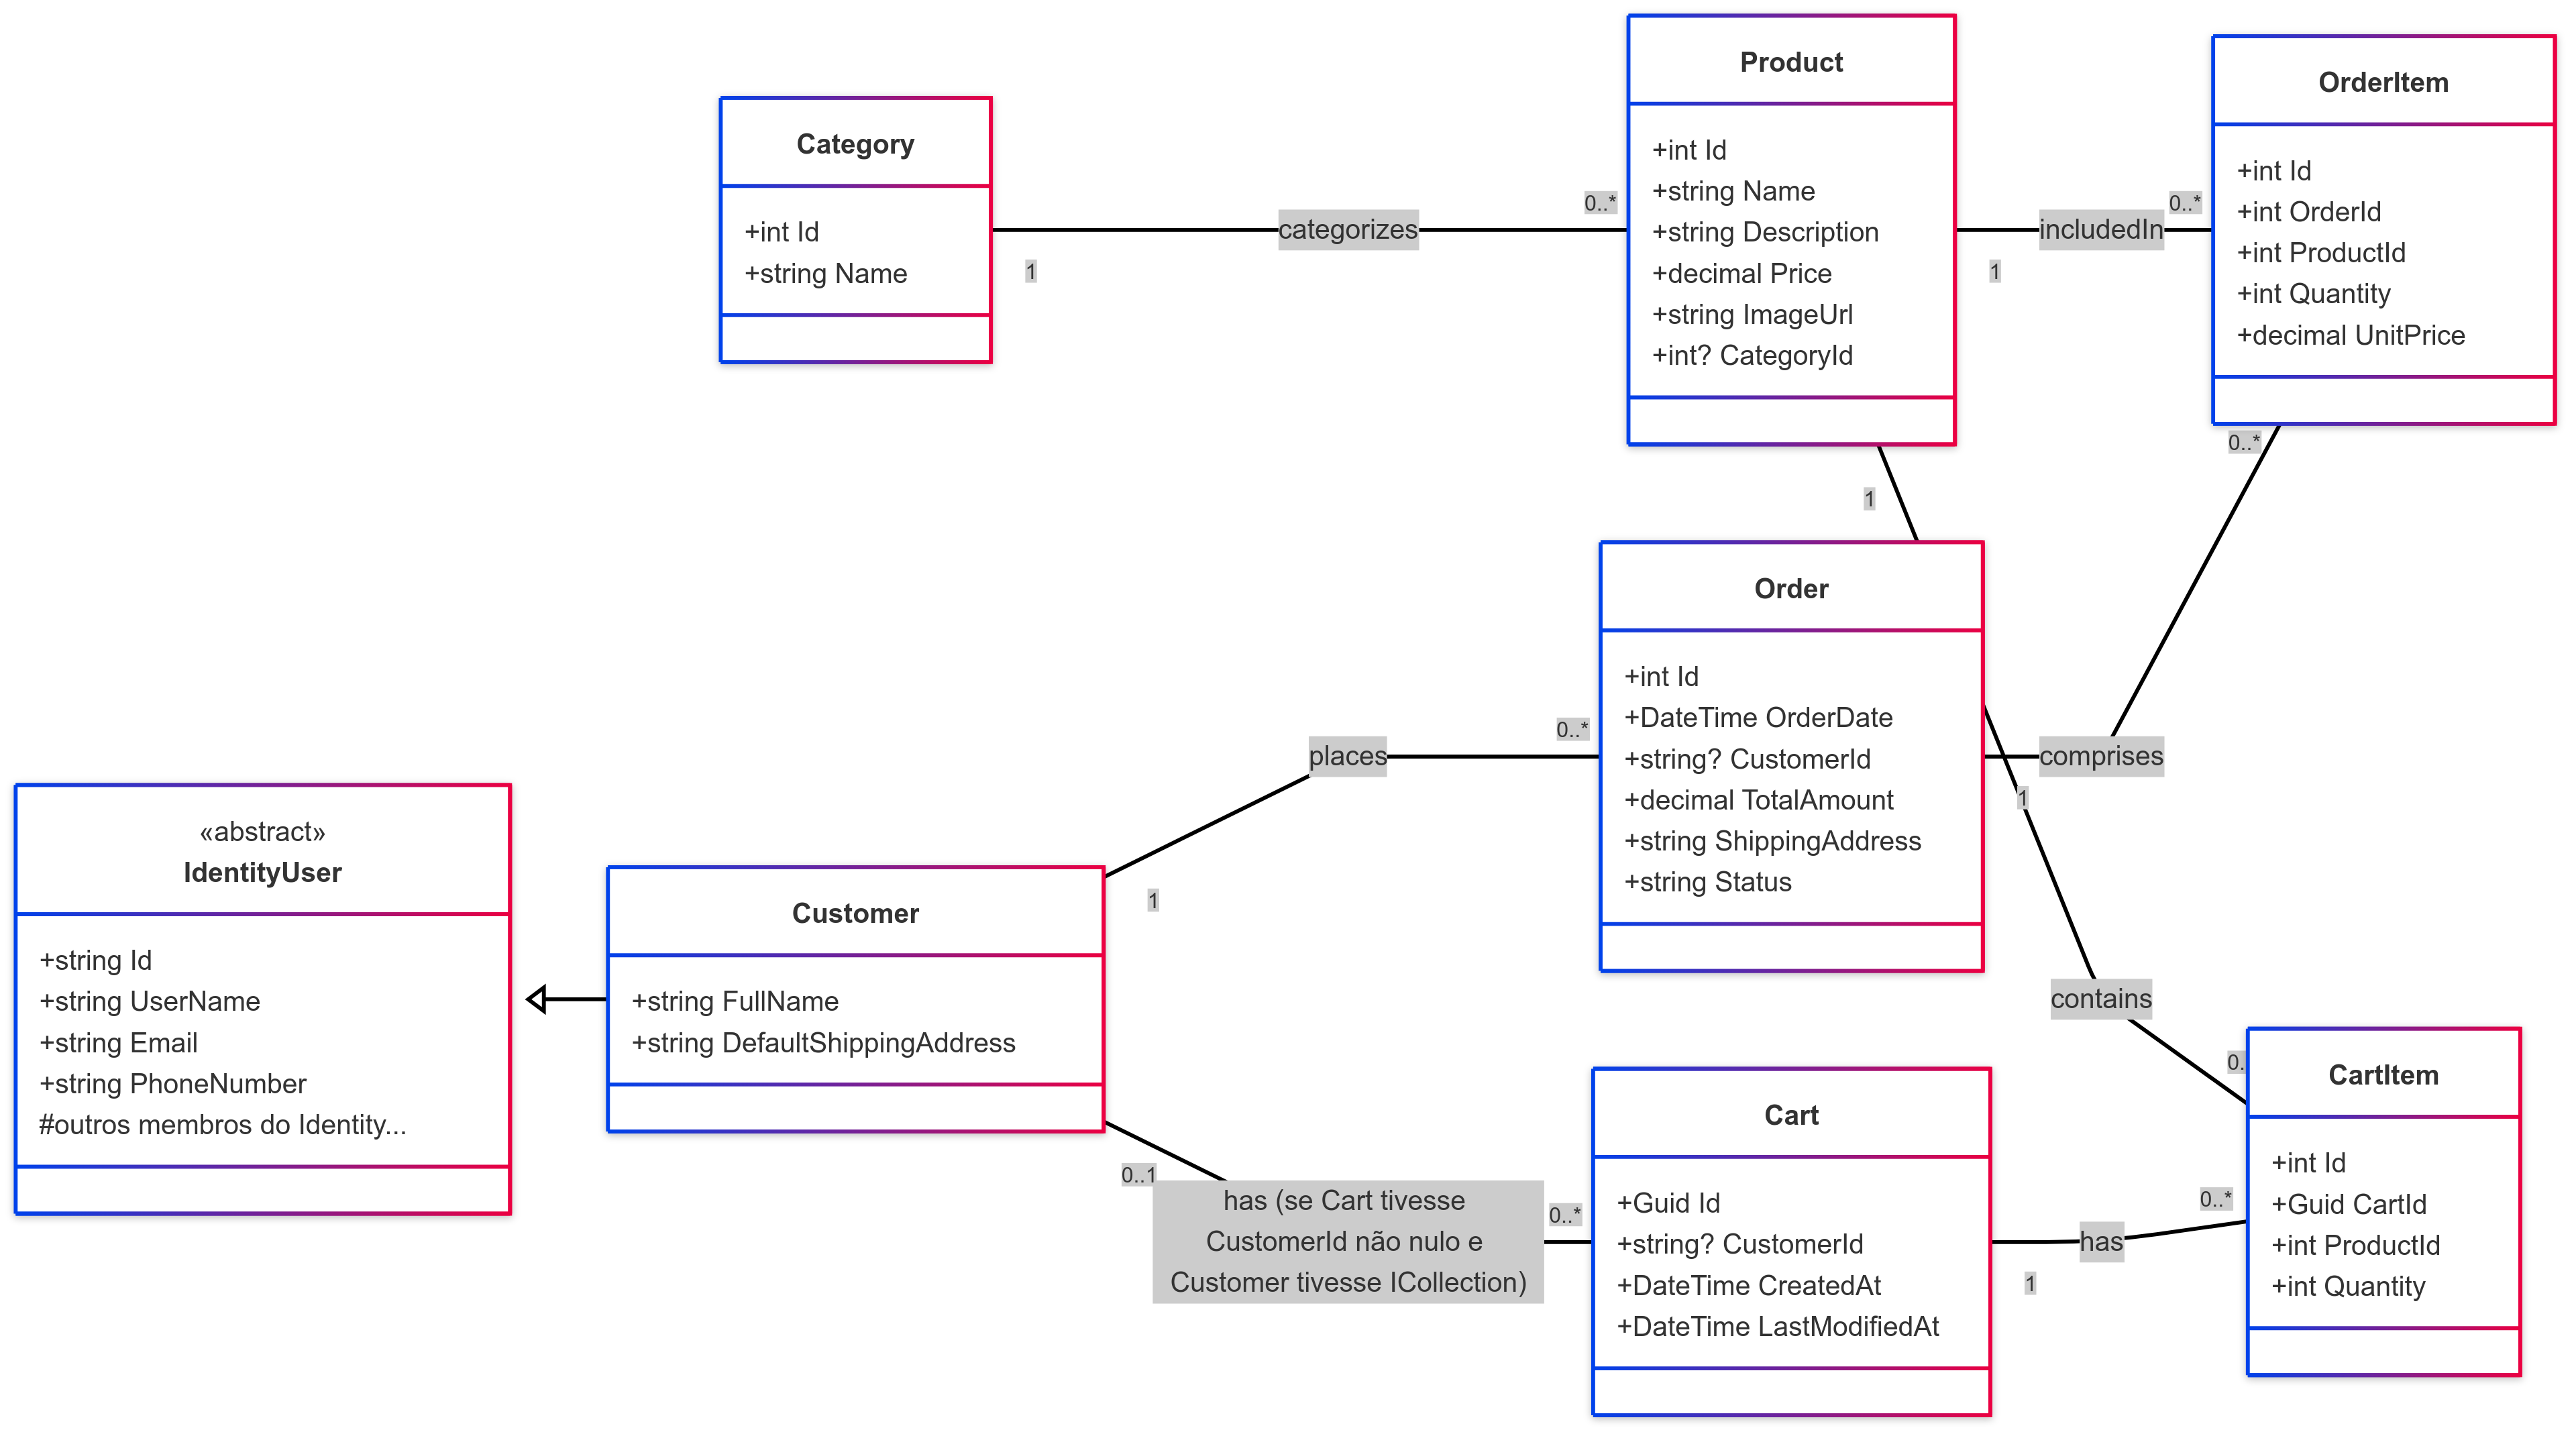 Category
+int Id
+string Name
1
categorizes
0..*
Product
+int Id
+string Name
+string Description
+decimal Price
+string ImageUrl
+int? CategoryId
1
includedIn
0..*
OrderItem
+int Id
+int OrderId
+int ProductId
+int Quantity
+decimal UnitPrice
0..*
1
Order
+int Id
+DateTime OrderDate
+string? CustomerId
+decimal TotalAmount
+string ShippingAddress
+string Status
comprises
1
places
0..*
1
«abstract»
IdentityUser
+string Id
+string UserName
+string Email
+string PhoneNumber
#outros membros do Identity...
Customer
+string FullName
+string DefaultShippingAddress
0..1
has (se Cart tivesse
CustomerId não nulo e
Customer tivesse ICollection)
0..*
Cart
+Guid Id
+string? CustomerId
+DateTime CreatedAt
+DateTime LastModifiedAt
contains
0.
has
1
0..*
CartItem
+int Id
+Guid CartId
+int ProductId
+int Quantity